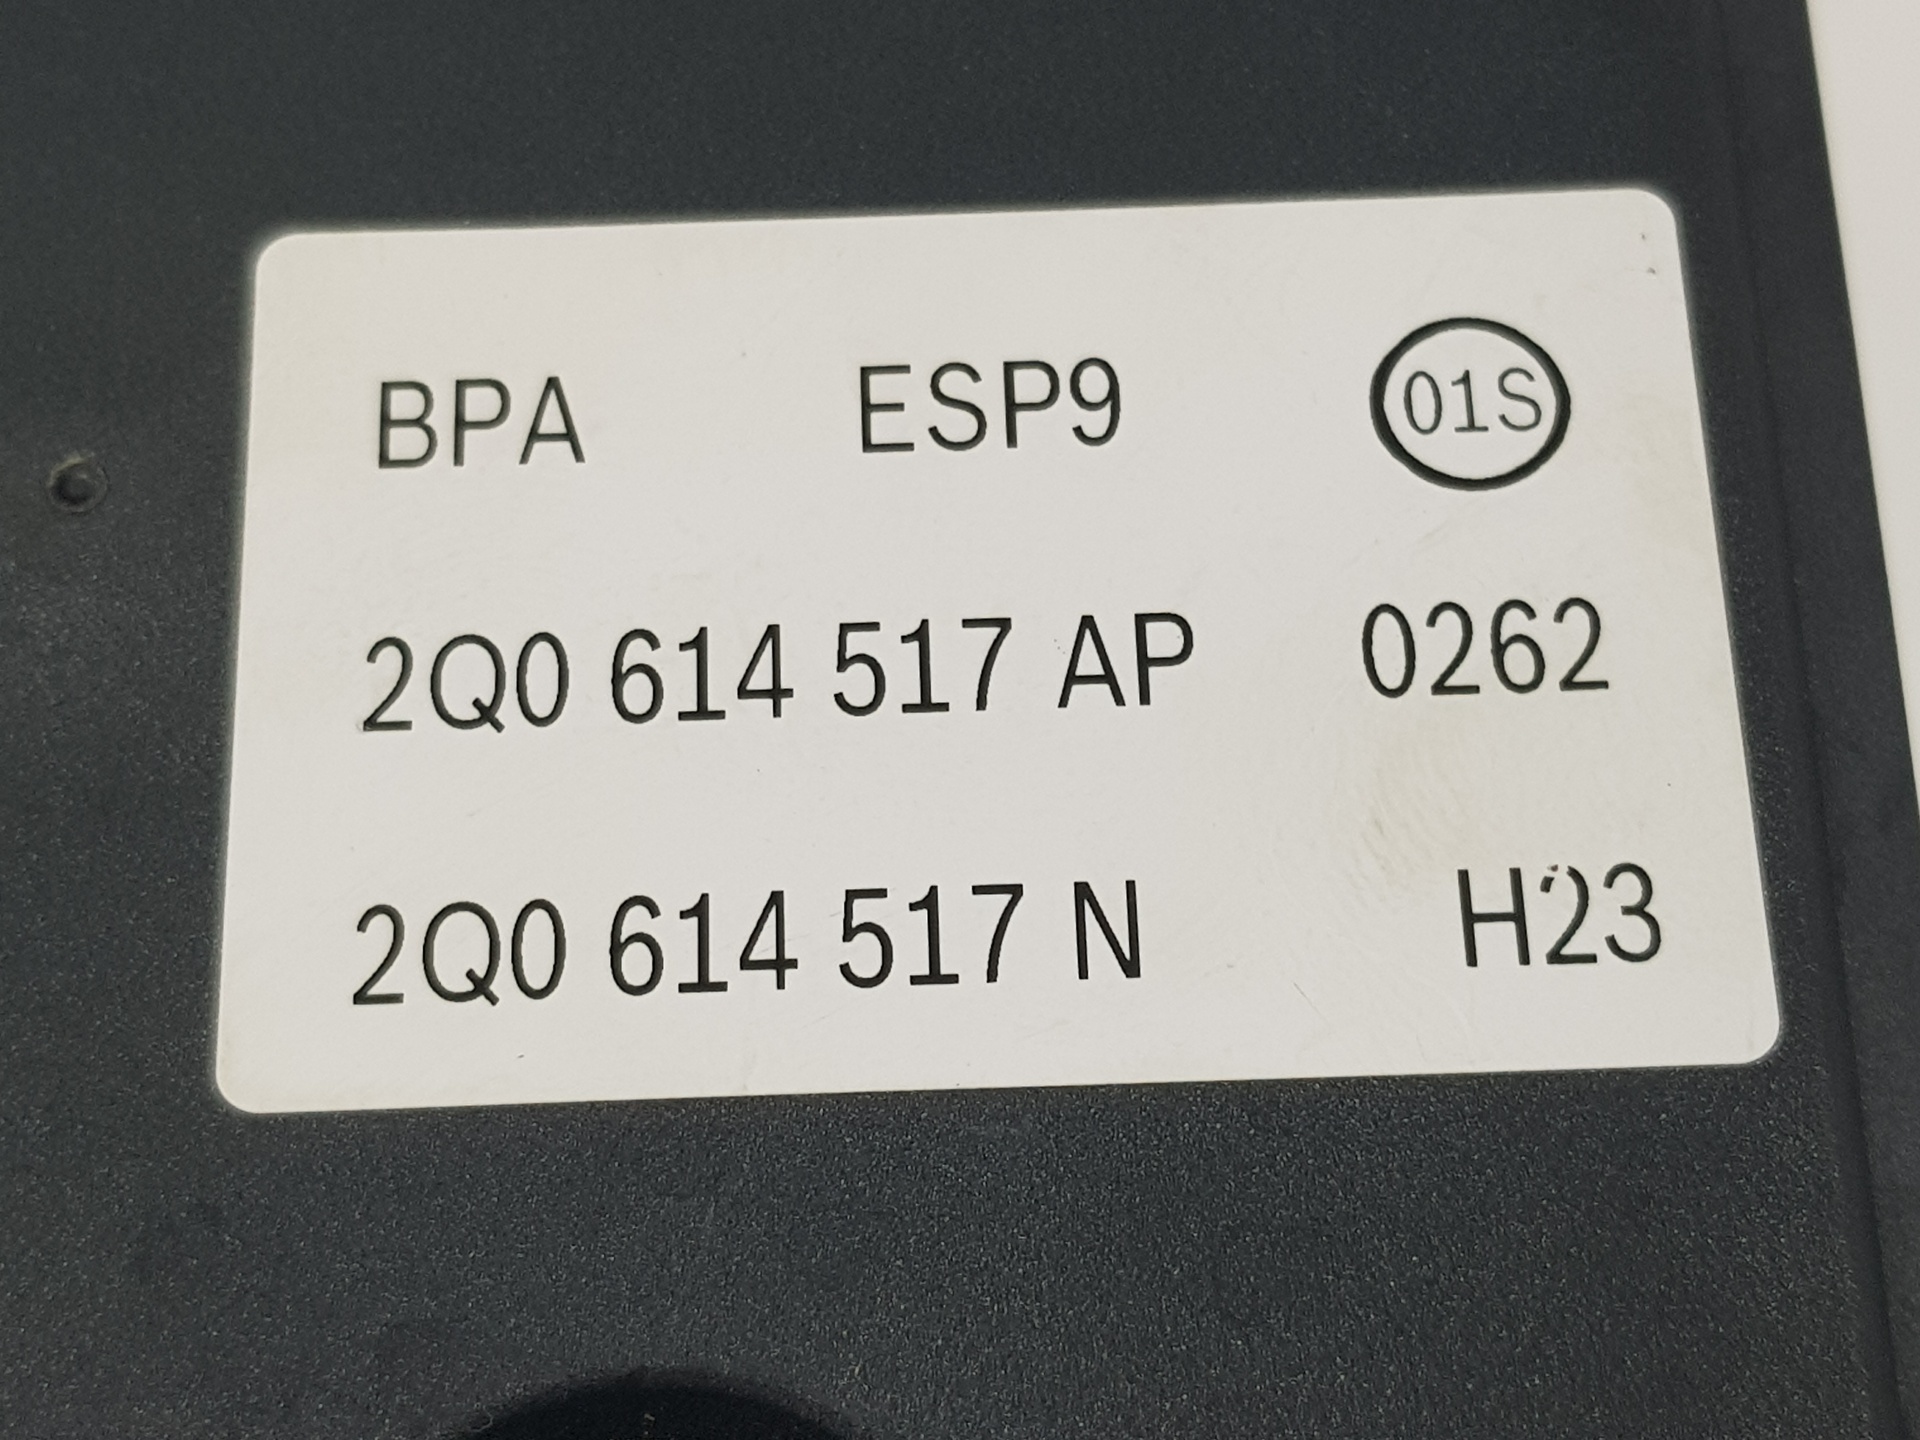 BPA ESP9 01S
2Q0 614 517 AP 0262
2Q0 614 517 N H23